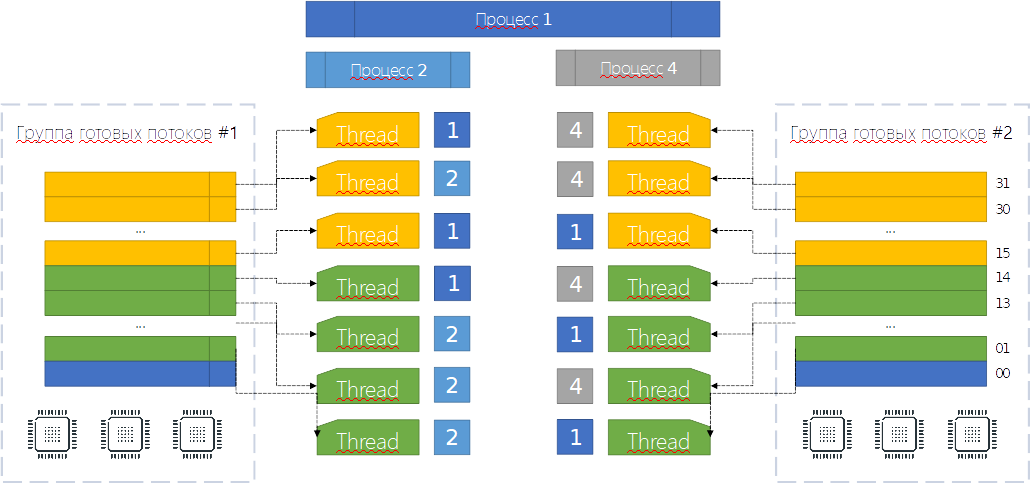 Процесс 1
Процесс 2
Процесс 4
Группа готовых потоков #1
Группа готовых потоков #2
Thread 1
4 Thread
Thread 2
4 Thread
31
30
...
...
Thread 1
1 Thread
15
Thread 1
4 Thread
14
13
...
...
Thread 2
1 Thread
01
Thread 2
4 Thread
00
Thread 2
1 Thread